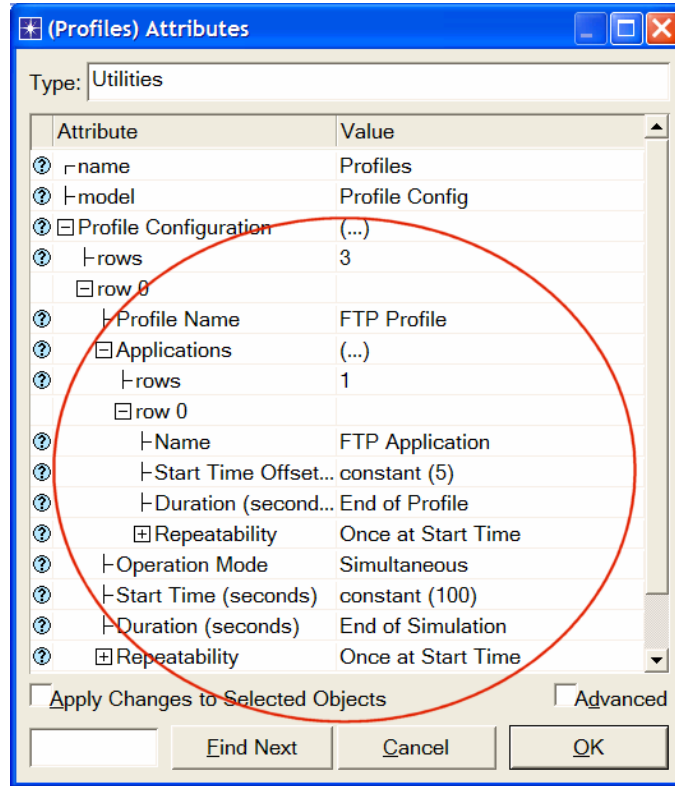 (Profiles) Attributes
Type: Utilities
Attribute Value
name Profiles
model Profile Config
Profile Configuration (...)
rows 3
row 0
Profile Name FTP Profile
Applications (...)
rows 1
row 0
Name FTP Application
Start Time Offset... constant (5)
Duration (second... End of Profile
Repeatability Once at Start Time
Operation Mode Simultaneous
Start Time (seconds) constant (100)
Duration (seconds) End of Simulation
Repeatability Once at Start Time
Apply Changes to Selected Objects Advanced
Find Next Cancel OK